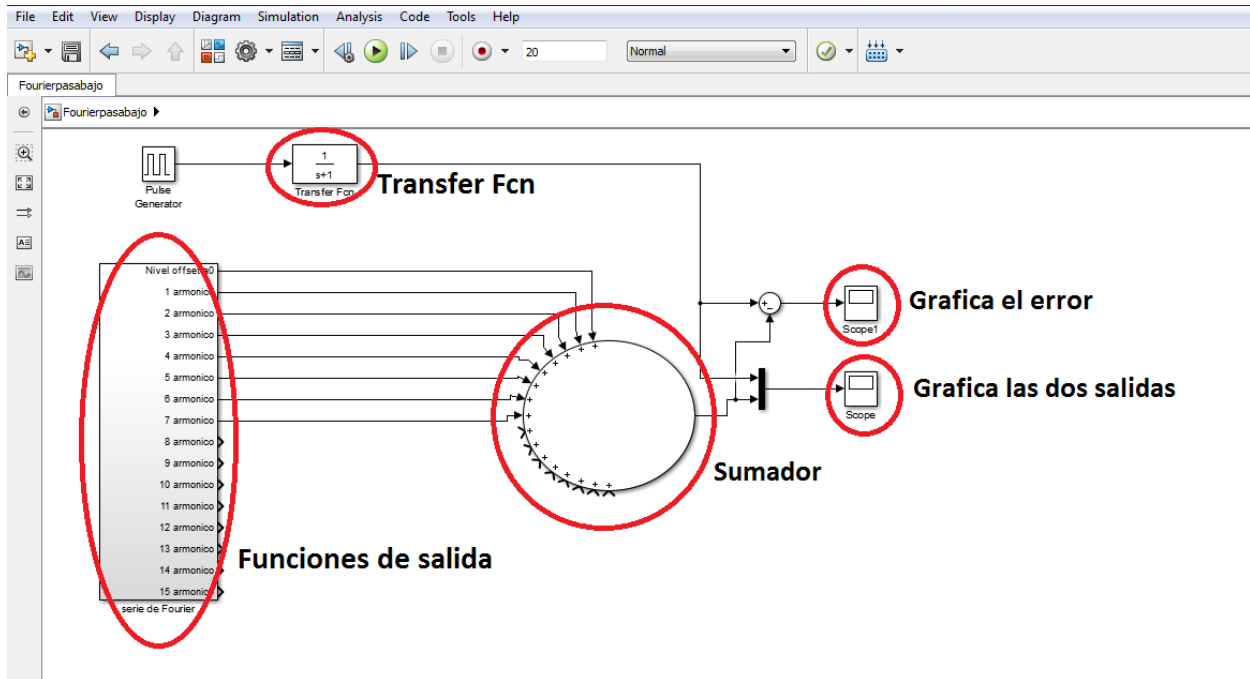 File Edit View Display Diagram Simulation Analysis Code Tools Help
20
Normal
Fourierpasabajo
Fourierpasabajo
Pulse
Generator
1
s+1
Transfer Fcn
Transfer Fcn
Nivel offset a0
1 armonico
2 armonico
3 armonico
4 armonico
5 armonico
6 armonico
7 armonico
8 armonico
9 armonico
10 armonico
11 armonico
12 armonico
13 armonico
14 armonico
15 armonico
serie de Fourier
Funciones de salida
Sumador
Scope1
Grafica el error
Scope
Grafica las dos salidas